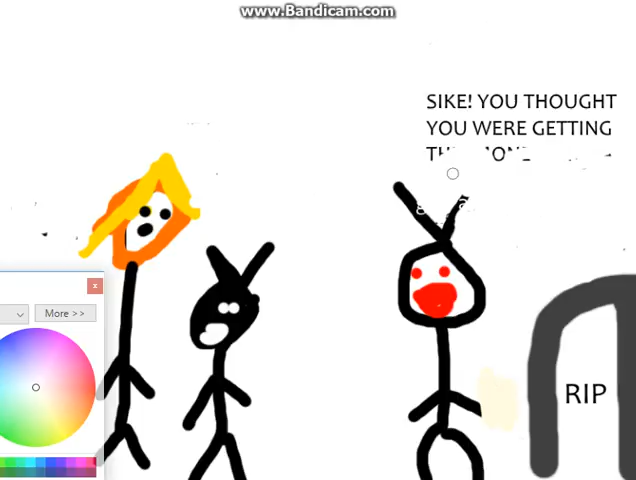 www.Bandicam.com
SIKE! YOU THOUGHT
YOU WERE GETTING
More >>
RIP